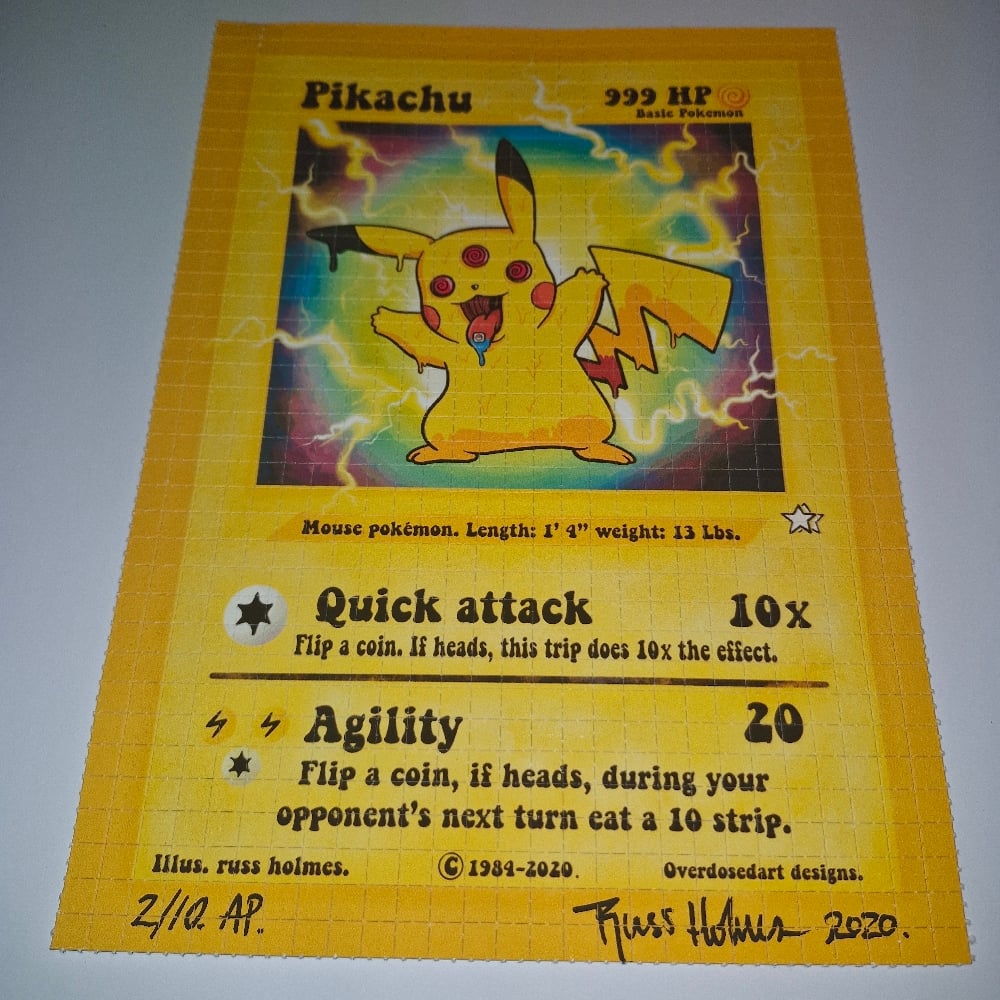 Pikachu
999 HP
Basic Pokemon
Mouse pokémon. Length: 1' 4" weight: 13 Lbs.
Quick attack 10x
Flip a coin. If heads, this trip does 10x the effect.
Agility 20
Flip a coin, if heads, during your
opponent's next turn eat a 10 strip.
Illus. russ holmes. © 1984-2020. Overdosedart designs.
2/10. AP. Russ Holmes 2020.